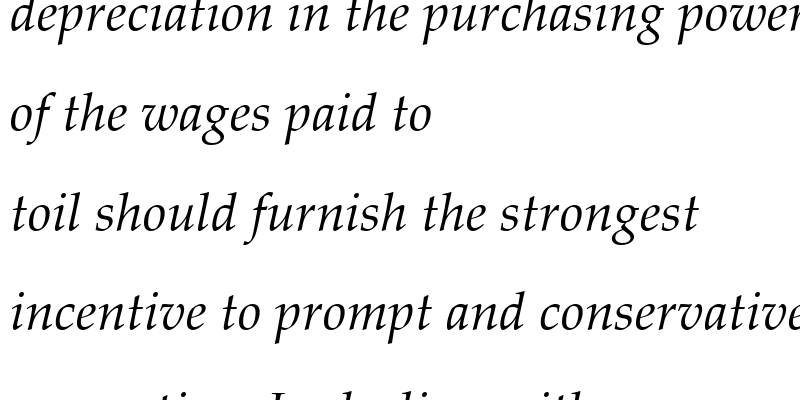 depreciation in the purchasing power
of the wages paid to
toil should furnish the strongest
incentive to prompt and conservative